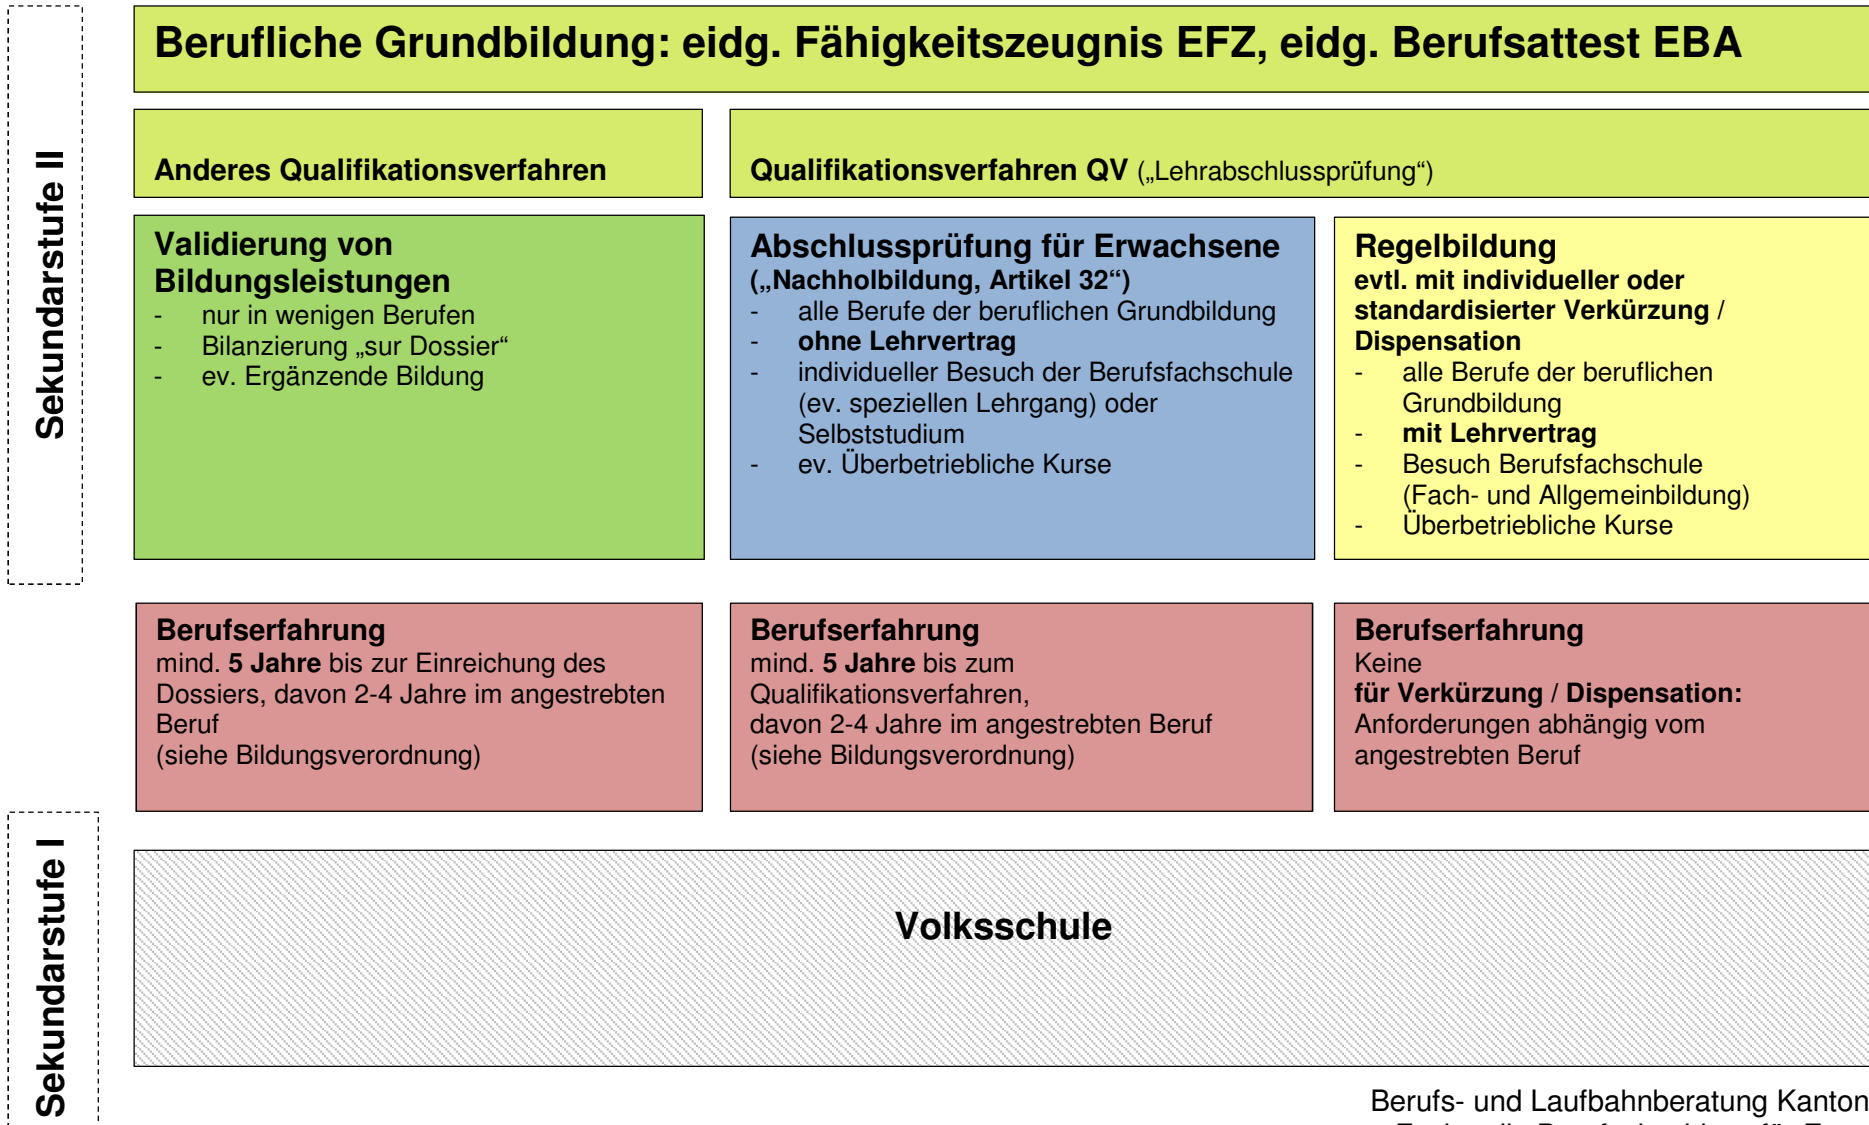 Berufliche Grundbildung: eidg. Fähigkeitszeugnis EFZ, eidg. Berufsattest EBA
Sekundarstufe II
Anderes Qualifikationsverfahren
Qualifikationsverfahren QV („Lehrabschlussprüfung“)
Validierung von
Bildungsleistungen
- nur in wenigen Berufen
- Bilanzierung „sur Dossier“
- ev. Ergänzende Bildung
Abschlussprüfung für Erwachsene
(„Nachholbildung, Artikel 32“)
- alle Berufe der beruflichen Grundbildung
- ohne Lehrvertrag
- individueller Besuch der Berufsfachschule
(ev. speziellen Lehrgang) oder
Selbststudium
- ev. Überbetriebliche Kurse
Regelbildung
evtl. mit individueller oder
standardisierter Verkürzung /
Dispensation
- alle Berufe der beruflichen
Grundbildung
- mit Lehrvertrag
- Besuch Berufsfachschule
(Fach- und Allgemeinbildung)
- Überbetriebliche Kurse
Berufserfahrung
mind. 5 Jahre bis zur Einreichung des
Dossiers, davon 2-4 Jahre im angestrebten
Beruf
(siehe Bildungsverordnung)
Berufserfahrung
mind. 5 Jahre bis zum
Qualifikationsverfahren,
davon 2-4 Jahre im angestrebten Beruf
(siehe Bildungsverordnung)
Berufserfahrung
Keine
für Verkürzung / Dispensation:
Anforderungen abhängig vom
angestrebten Beruf
Sekundarstufe I
Volksschule
Berufs- und Laufbahnberatung Kanton